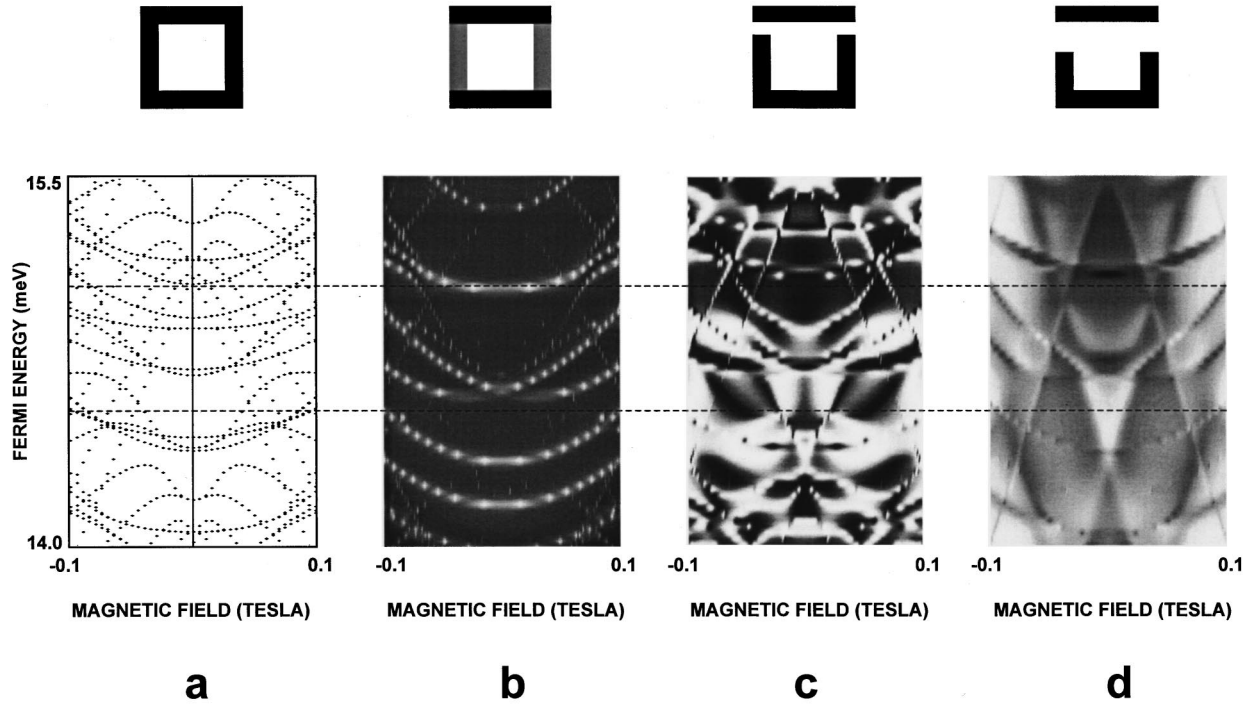 15.5
FERMI ENERGY (meV)
14.0
-0.1 0.1 -0.1 0.1 -0.1 0.1 -0.1 0.1
MAGNETIC FIELD (TESLA) MAGNETIC FIELD (TESLA) MAGNETIC FIELD (TESLA) MAGNETIC FIELD (TESLA)
a b c d